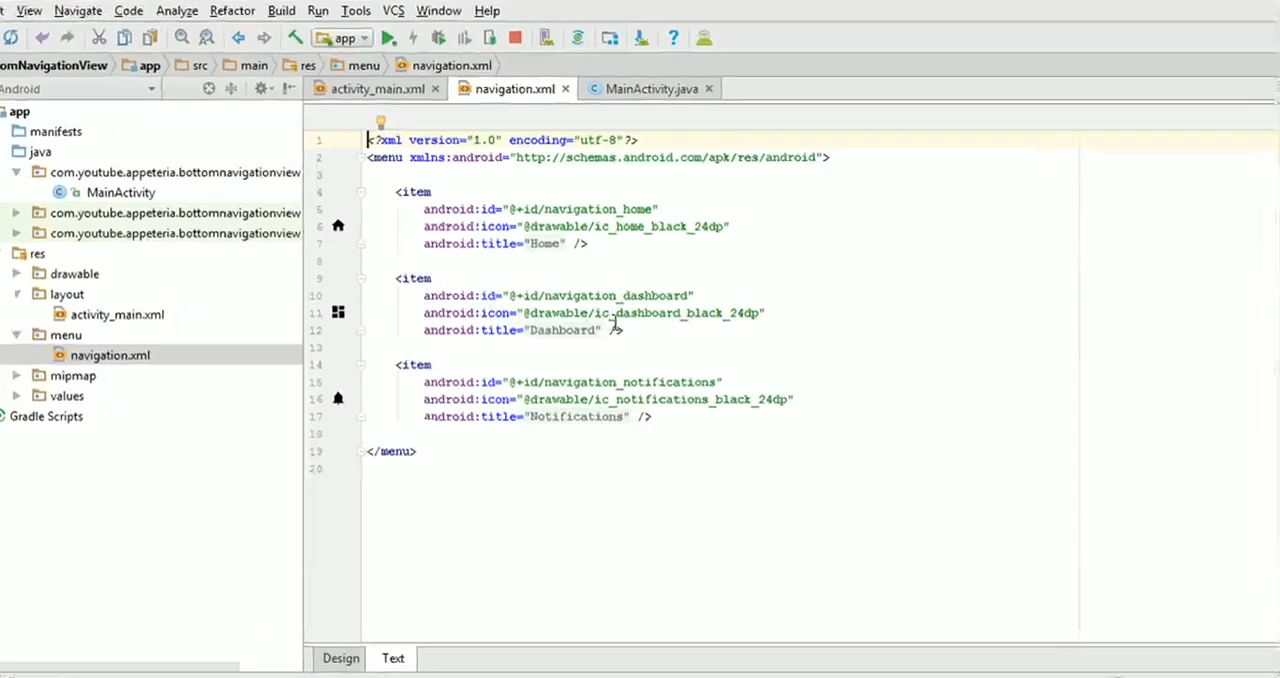 t View Navigate Code Analyze Refactor Build Run Tools VCS Window Help
app
omNavigationView app src main res menu navigation.xml
Android
activity_main.xml navigation.xml MainActivity.java
app
manifests
java
com.youtube.appeteria.bottomnavigationview
MainActivity
com.youtube.appeteria.bottomnavigationview
com.youtube.appeteria.bottomnavigationview
res
drawable
layout
activity_main.xml
menu
navigation.xml
mipmap
values
Gradle Scripts
1 <?xml version="1.0" encoding="utf-8"?>
2 <menu xmlns:android="http://schemas.android.com/apk/res/android">
3
4 <item
5 android:id="@+id/navigation_home"
6 android:icon="@drawable/ic_home_black_24dp"
7 android:title="Home" />
8
9 <item
10 android:id="@+id/navigation_dashboard"
11 android:icon="@drawable/ic_dashboard_black_24dp"
12 android:title="Dashboard" />
13
14 <item
15 android:id="@+id/navigation_notifications"
16 android:icon="@drawable/ic_notifications_black_24dp"
17 android:title="Notifications" />
18
19 </menu>
20
Design Text